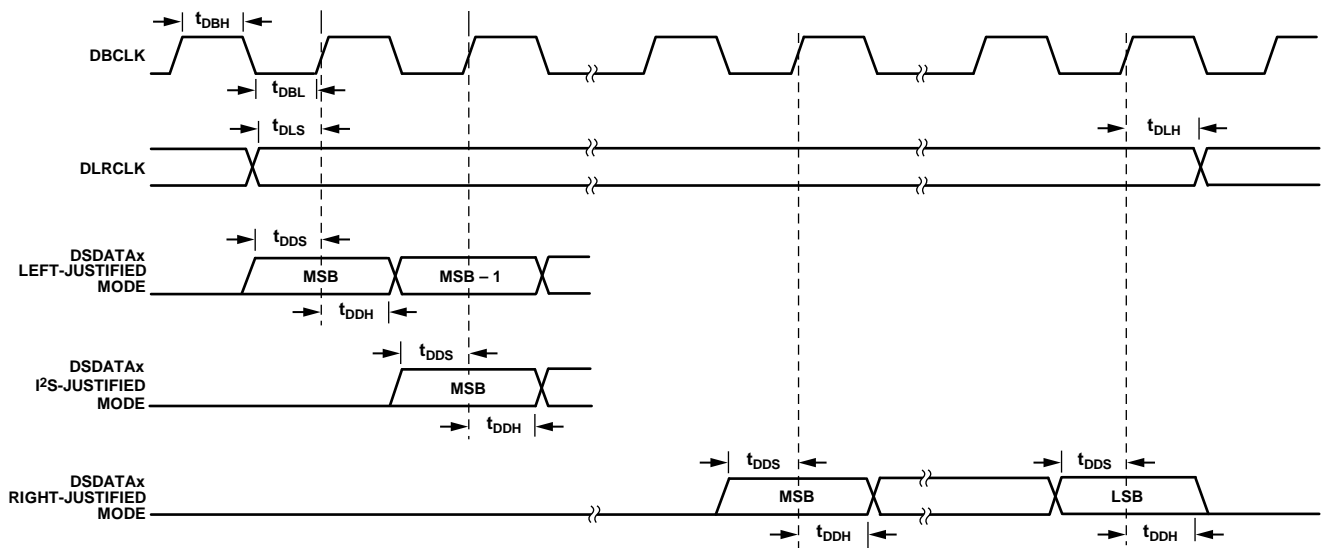 tDBH
DBCLK
tDBL
tDLS
tDLH
DLRCLK
tDDS
DSDATAx
LEFT-JUSTIFIED
MODE
MSB
MSB – 1
tDDH
tDDS
DSDATAx
I²S-JUSTIFIED
MODE
MSB
tDDH
tDDS
tDDS
DSDATAx
RIGHT-JUSTIFIED
MODE
MSB
LSB
tDDH
tDDH